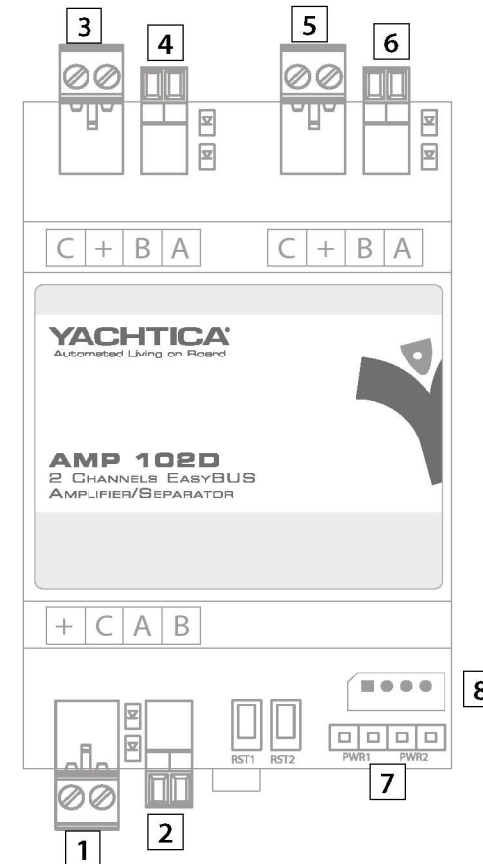 3 4 5 6
C + B A C + B A
YACHTICA
Automated Living on Board
AMP 102D
2 Channels EasyBUS
Amplifier/Separator
+ C A B
8
RST1 RST2 PWR1 PWR2
7
1 2